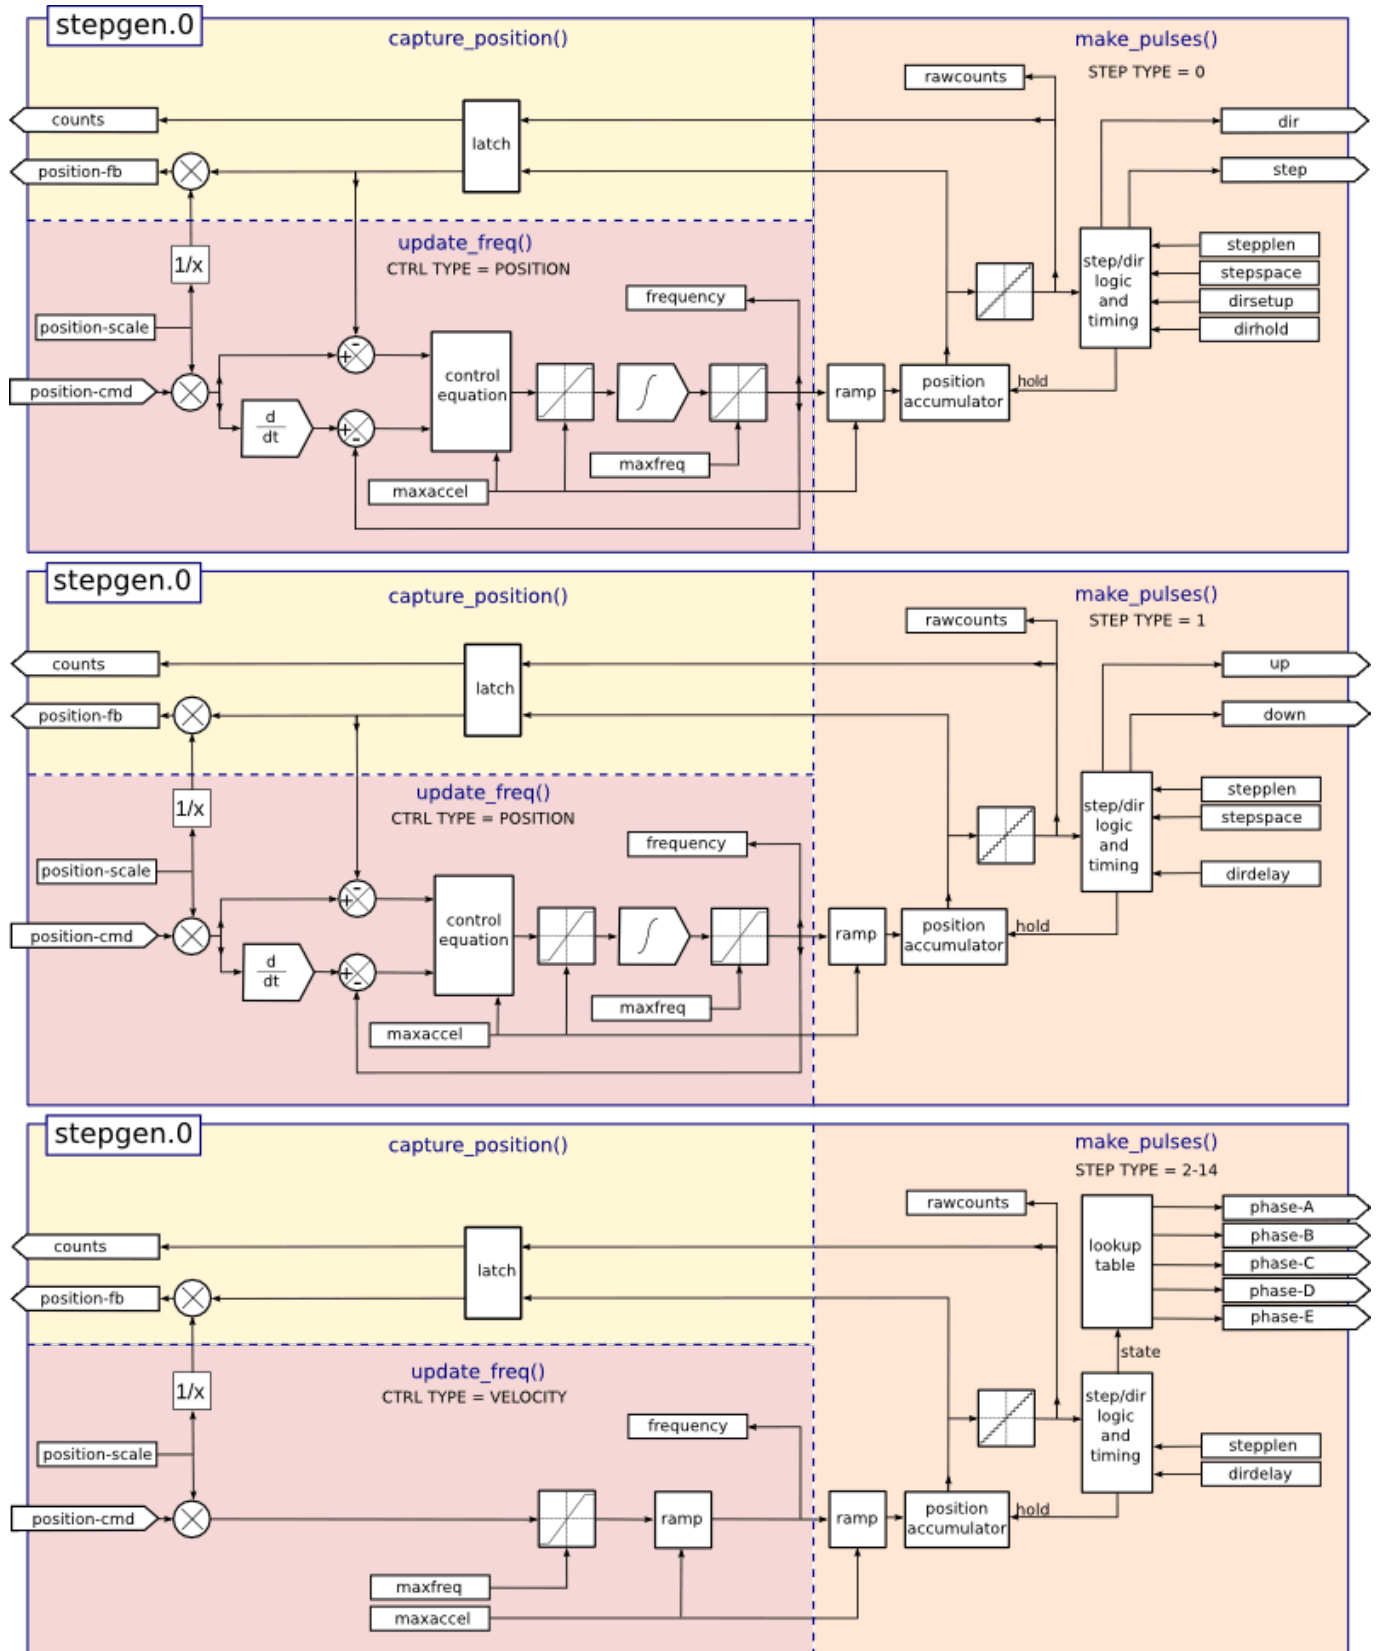 stepgen.0
capture_position()
make_pulses()
STEP TYPE = 0
rawcounts
counts
dir
latch
position-fb
step
update_freq()
CTRL TYPE = POSITION
1/x
stepplen
step/dir
logic
and
timing
stepspace
frequency
dirsetup
position-scale
dirhold
control
equation
position-cmd
ramp
position
accumulator
hold
d
dt
∫
maxfreq
maxaccel
stepgen.0
capture_position()
make_pulses()
STEP TYPE = 1
rawcounts
counts
up
latch
position-fb
down
update_freq()
CTRL TYPE = POSITION
1/x
stepplen
step/dir
logic
and
timing
stepspace
frequency
position-scale
dirdelay
control
equation
position-cmd
ramp
position
accumulator
hold
d
dt
∫
maxfreq
maxaccel
stepgen.0
capture_position()
make_pulses()
STEP TYPE = 2-14
rawcounts
phase-A
phase-B
phase-C
phase-D
phase-E
lookup
table
counts
latch
position-fb
state
update_freq()
CTRL TYPE = VELOCITY
1/x
step/dir
logic
and
timing
frequency
position-scale
stepplen
dirdelay
position-cmd
ramp
ramp
position
accumulator
hold
maxfreq
maxaccel